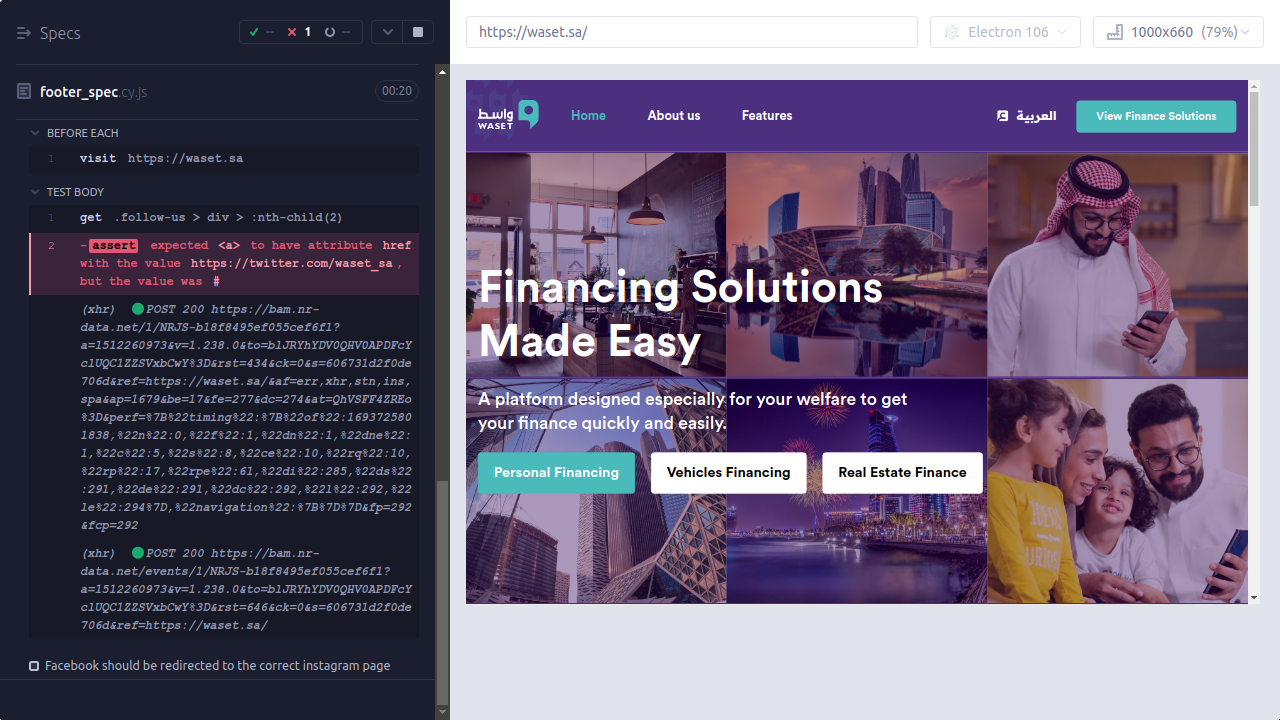 Specs
-- 1 --
footer_spec.cy.js 00:20
BEFORE EACH
1 visit https://waset.sa
TEST BODY
1 get .follow-us > div > :nth-child(2)
2 -assert expected <a> to have attribute href
with the value https://twitter.com/waset_sa ,
but the value was #
(xhr) POST 200 https://bam.nr-
data.net/1/NRJS-b18f8495ef055cef6f1?
a=1512260973&v=1.238.0&to=blJRYhYDV0QHV0APDFcY
ClUQC1ZZSVxbCwY%3D&rst=434&ck=0&s=606731d2f0de
706d&ref=https://waset.sa/&af=err,xhr,stn,ins,
spa&ap=1679&be=17&fe=277&dc=274&at=QhVSFF4ZREo
%3D&perf=%7B%22timing%22:%7B%22of%22:169372580
1838,%22n%22:0,%22f%22:1,%22dn%22:1,%22dne%22:
1,%22c%22:5,%22s%22:8,%22ce%22:10,%22rq%22:10,
%22rp%22:17,%22rpe%22:61,%22di%22:285,%22ds%22
:291,%22de%22:291,%22dc%22:292,%22l%22:292,%22
le%22:294%7D,%22navigation%22:%7B%7D%7D&fp=292
&fcp=292
(xhr) POST 200 https://bam.nr-
data.net/events/1/NRJS-b18f8495ef055cef6f1?
a=1512260973&v=1.238.0&to=blJRYhYDV0QHV0APDFcY
ClUQC1ZZSVxbCwY%3D&rst=646&ck=0&s=606731d2f0de
706d&ref=https://waset.sa/
Facebook should be redirected to the correct instagram page
https://waset.sa/ Electron 106 1000x660 (79%)
واسط
WASET
Home About us Features العربية View Finance Solutions
Financing Solutions
Made Easy
A platform designed especially for your welfare to get
your finance quickly and easily.
Personal Financing Vehicles Financing Real Estate Finance